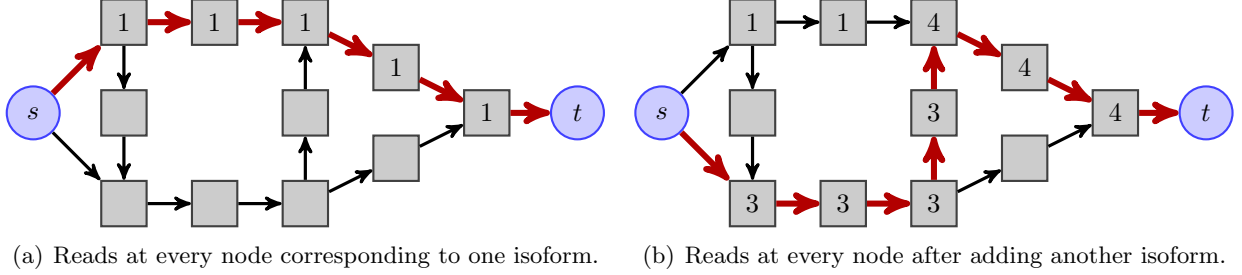 1 1 1
1
s 1 t
(a) Reads at every node corresponding to one isoform.
1 1 4
4
s 3 4 t
3 3 3
(b) Reads at every node after adding another isoform.